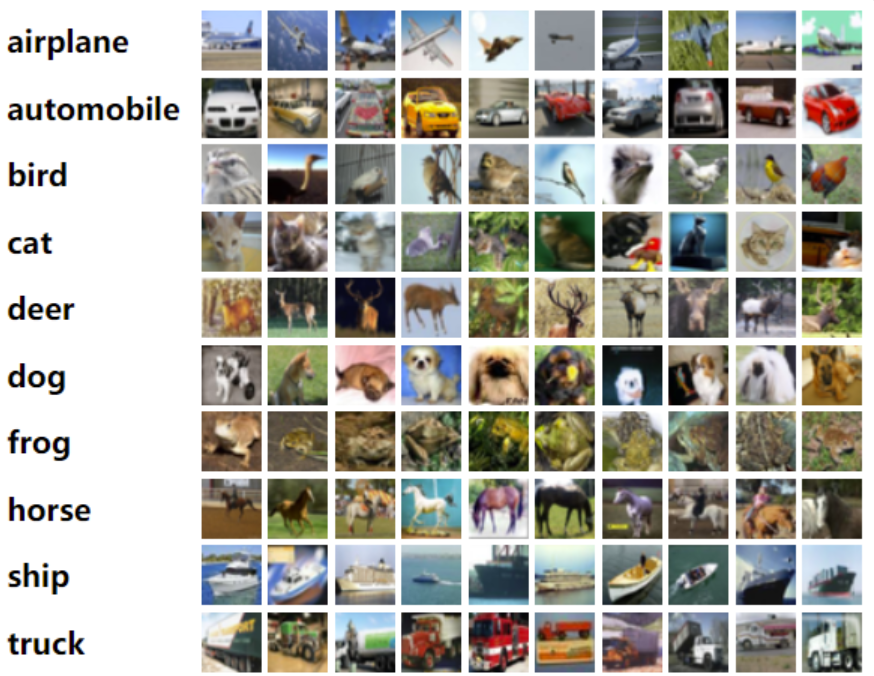 airplane
automobile
bird
cat
deer
dog
frog
horse
ship
truck